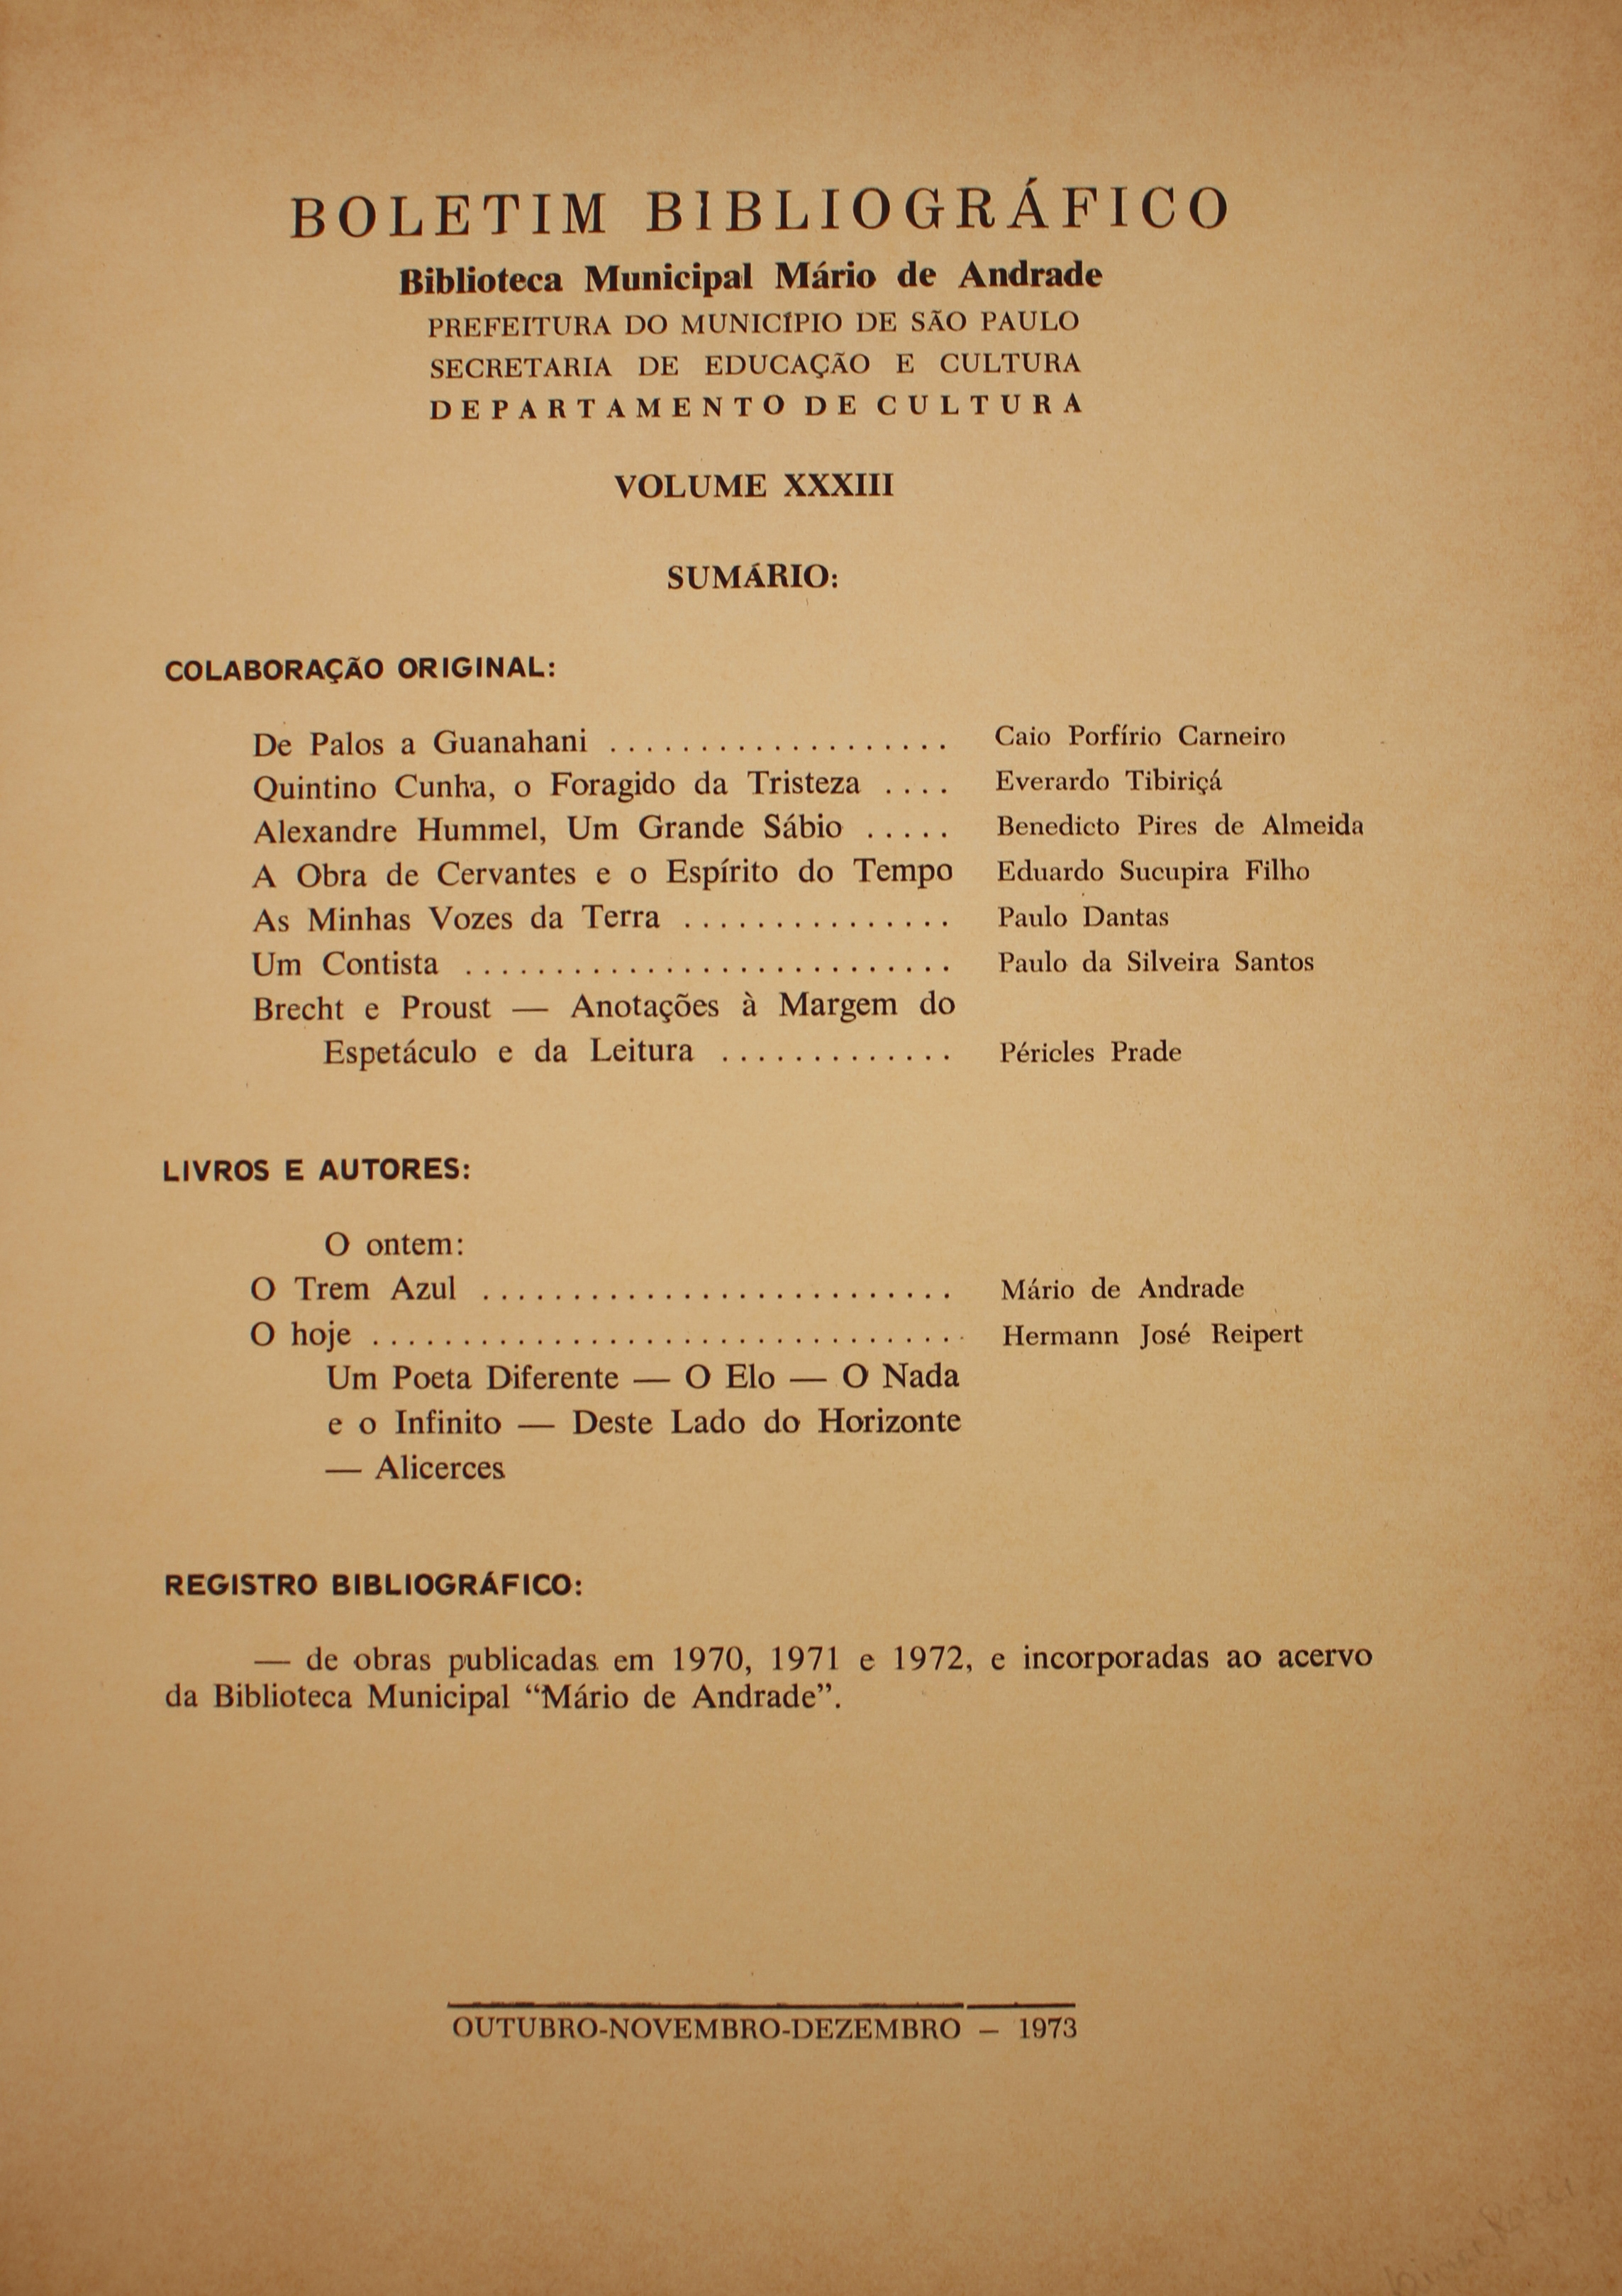 BOLETIM BIBLIOGRÁFICO
Biblioteca Municipal Mário de Andrade
PREFEITURA DO MUNICÍPIO DE SÃO PAULO
SECRETARIA DE EDUCAÇÃO E CULTURA
DEPARTAMENTO DE CULTURA
VOLUME XXXIII
SUMÁRIO:
COLABORAÇÃO ORIGINAL:
De Palos a Guanahani ................... Caio Porfírio Carneiro
Quintino Cunha, o Foragido da Tristeza .... Everardo Tibiriçá
Alexandre Hummel, Um Grande Sábio ..... Benedicto Pires de Almeida
A Obra de Cervantes e o Espírito do Tempo Eduardo Sucupira Filho
As Minhas Vozes da Terra ............... Paulo Dantas
Um Contista ........................... Paulo da Silveira Santos
Brecht e Proust — Anotações à Margem do
Espetáculo e da Leitura ............. Péricles Prade
LIVROS E AUTORES:
O ontem:
O Trem Azul .......................... Mário de Andrade
O hoje ................................. Hermann José Reipert
Um Poeta Diferente — O Elo — O Nada
e o Infinito — Deste Lado do Horizonte
— Alicerces
REGISTRO BIBLIOGRÁFICO:
— de obras publicadas em 1970, 1971 e 1972, e incorporadas ao acervo
da Biblioteca Municipal “Mário de Andrade”.
OUTUBRO-NOVEMBRO-DEZEMBRO – 1973